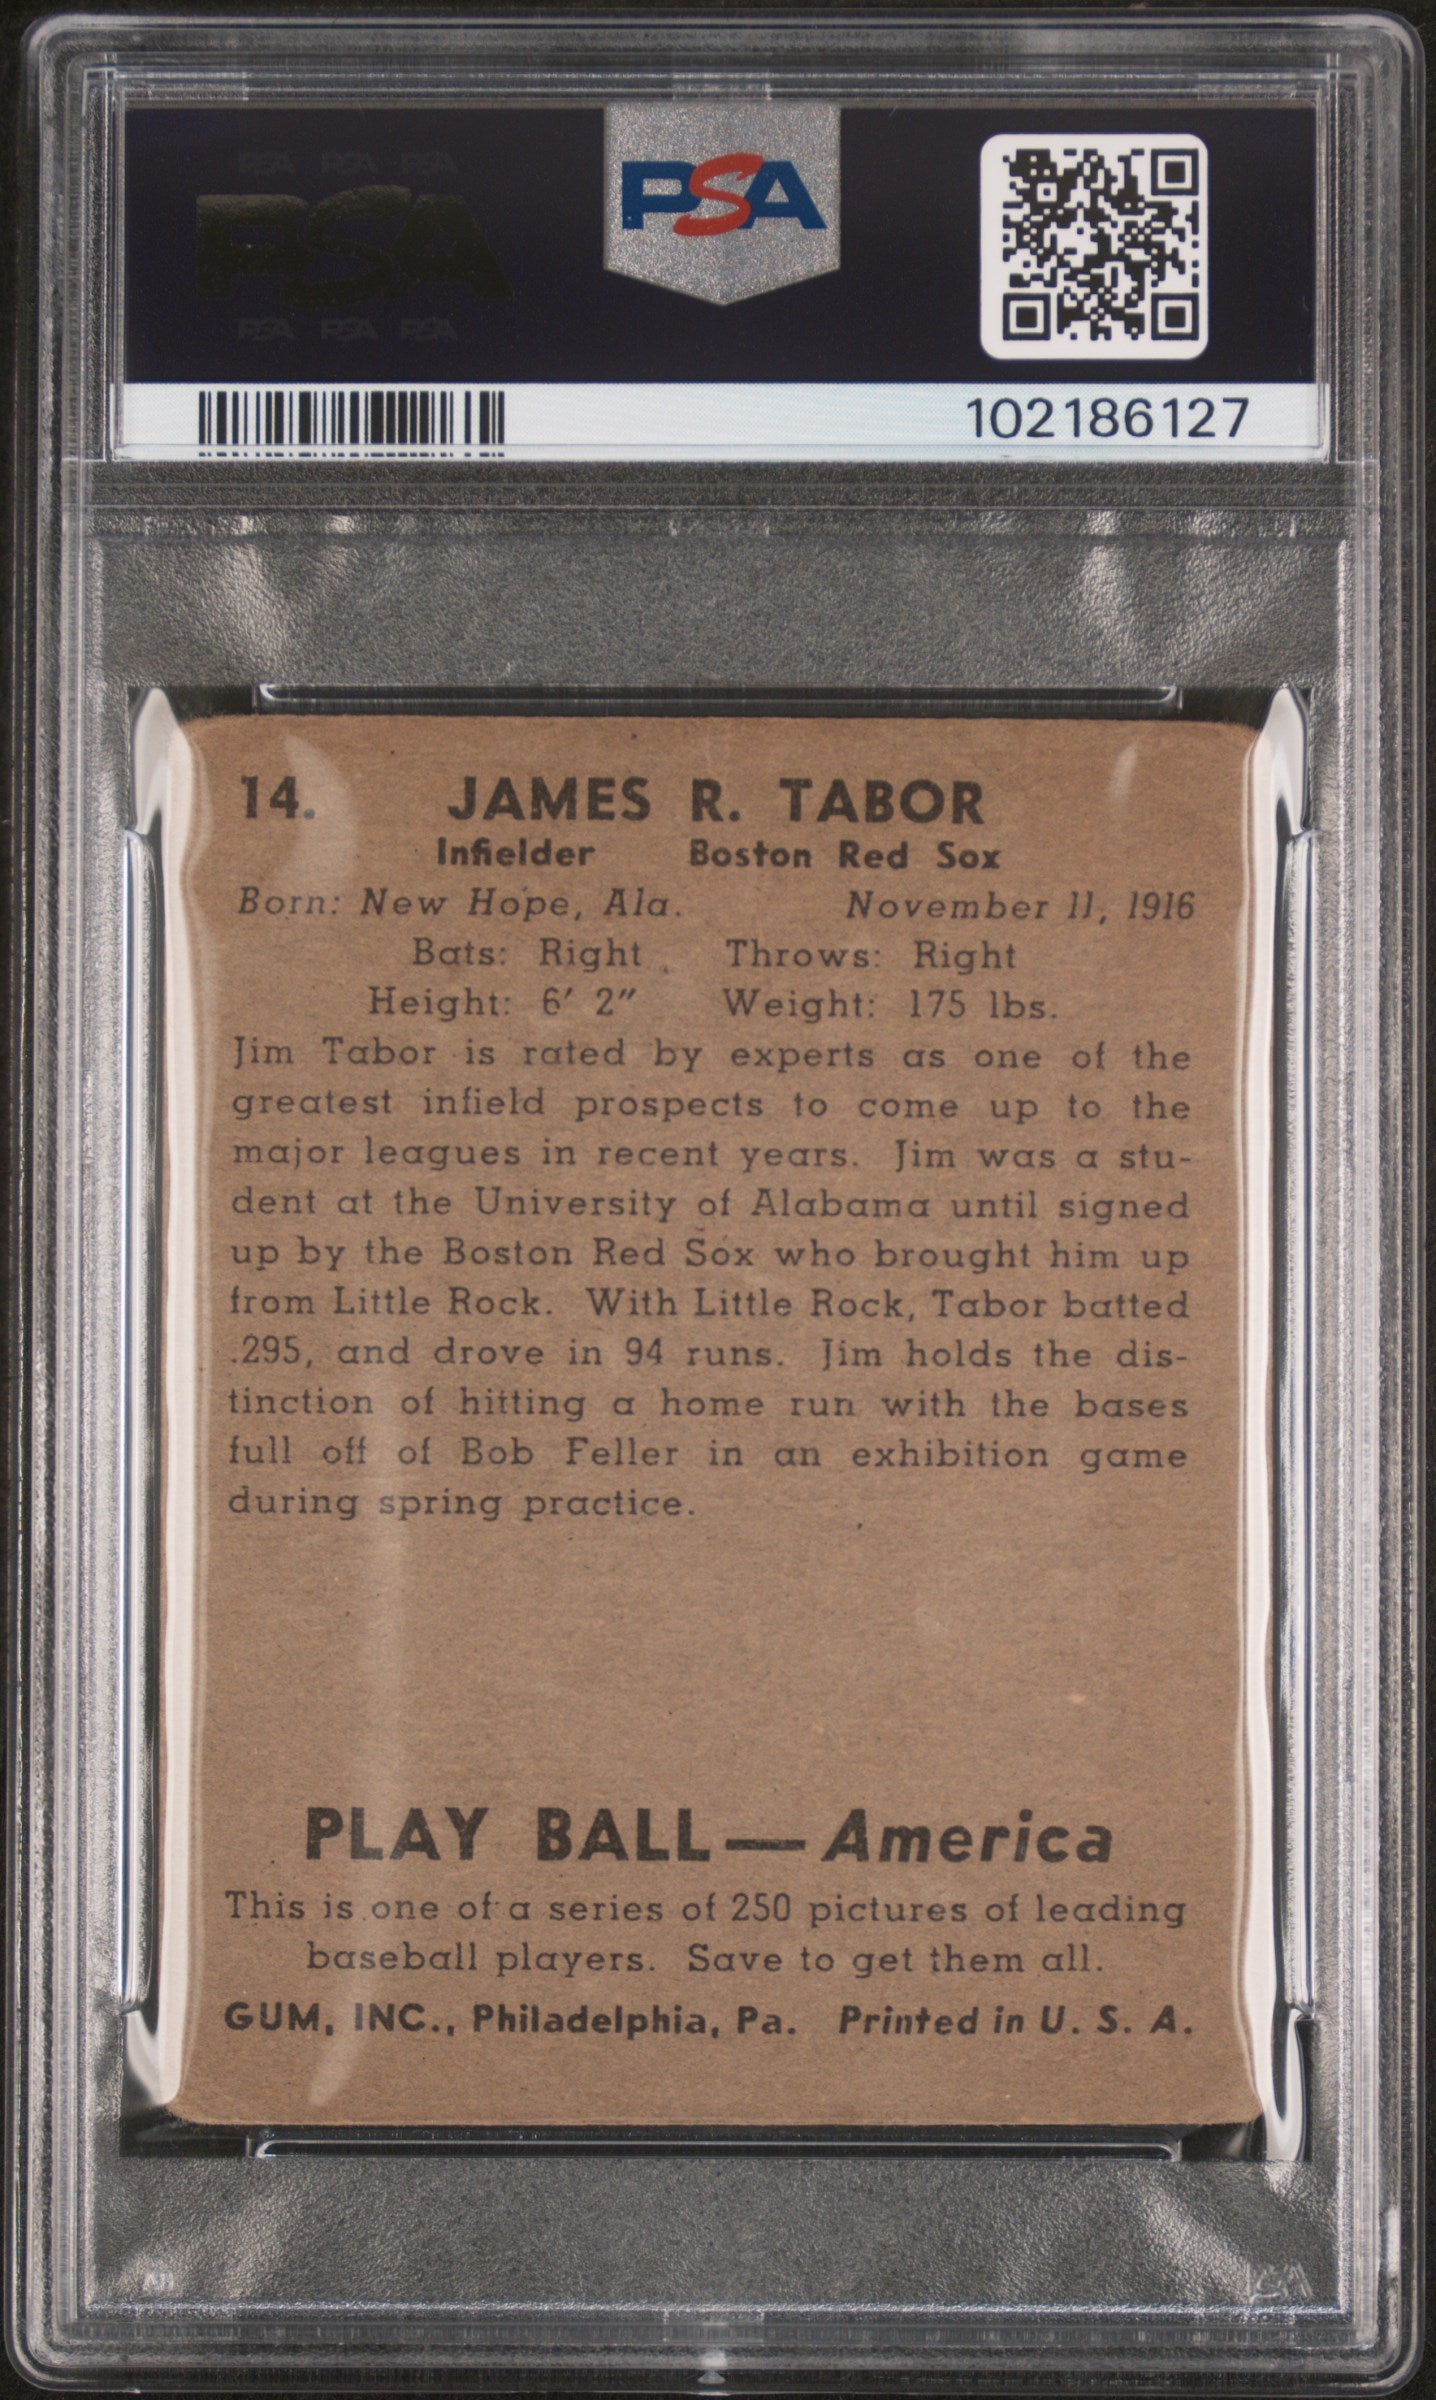 PSA PSA PSA
PSA
PSA PSA PSA
PSA
102186127
14. JAMES R. TABOR
Infielder Boston Red Sox
Born: New Hope, Ala. November 11, 1916
Bats: Right Throws: Right
Height: 6′ 2″ Weight: 175 lbs.
Jim Tabor is rated by experts as one of the
greatest infield prospects to come up to the
major leagues in recent years. Jim was a stu-
dent at the University of Alabama until signed
up by the Boston Red Sox who brought him up
from Little Rock. With Little Rock, Tabor batted
.295, and drove in 94 runs. Jim holds the dis-
tinction of hitting a home run with the bases
full off of Bob Feller in an exhibition game
during spring practice.
PLAY BALL—America
This is one of a series of 250 pictures of leading
baseball players. Save to get them all.
GUM, INC., Philadelphia, Pa. Printed in U. S. A.